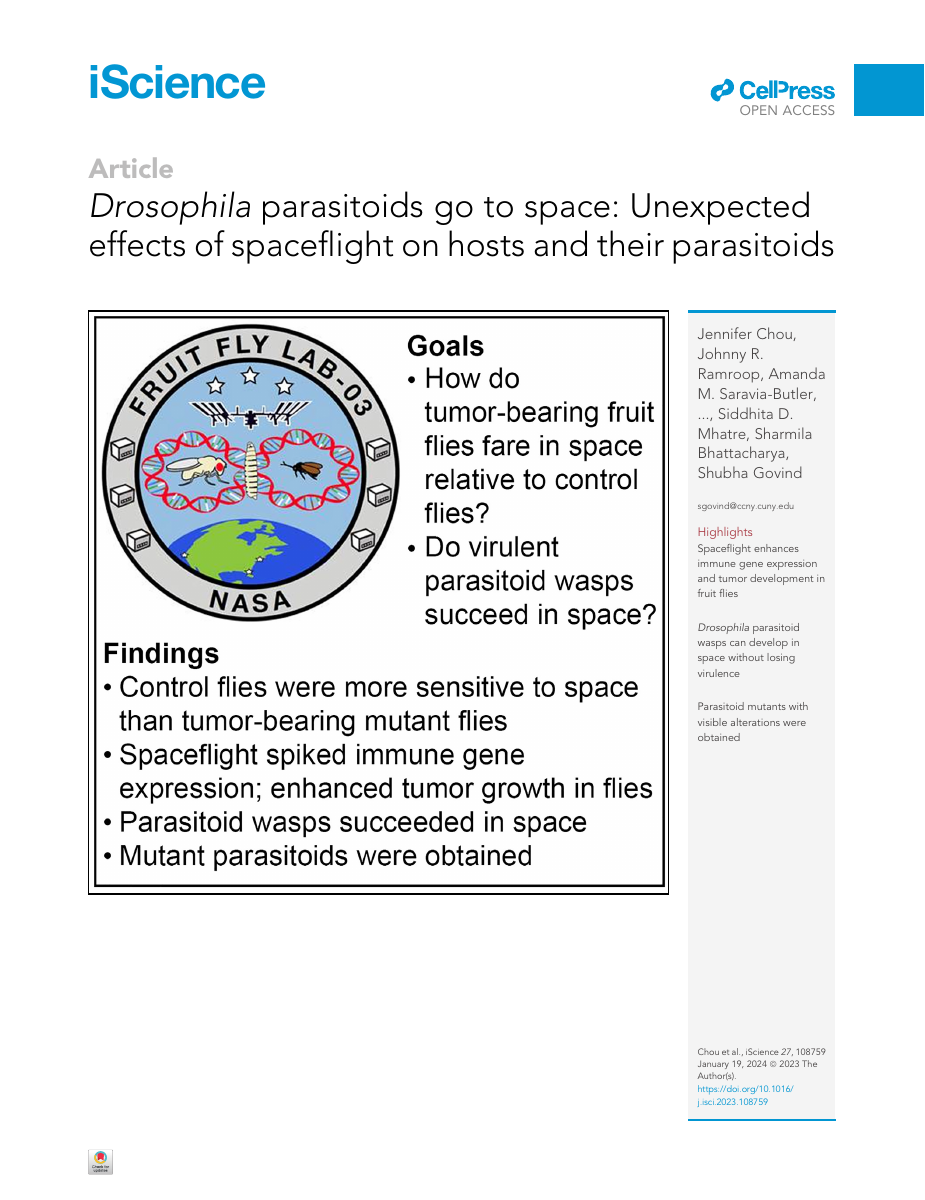 iScience
CellPress
OPEN ACCESS
Article
Drosophila parasitoids go to space: Unexpected
effects of spaceflight on hosts and their parasitoids
FRUIT FLY LAB-03
NASA
Goals
• How do
tumor-bearing fruit
flies fare in space
relative to control
flies?
• Do virulent
parasitoid wasps
succeed in space?
Findings
• Control flies were more sensitive to space
than tumor-bearing mutant flies
• Spaceflight spiked immune gene
expression; enhanced tumor growth in flies
• Parasitoid wasps succeeded in space
• Mutant parasitoids were obtained
Jennifer Chou,
Johnny R.
Ramroop, Amanda
M. Saravia-Butler,
..., Siddhita D.
Mhatre, Sharmila
Bhattacharya,
Shubha Govind
sgovind@ccny.cuny.edu
Highlights
Spaceflight enhances
immune gene expression
and tumor development in
fruit flies
Drosophila parasitoid
wasps can develop in
space without losing
virulence
Parasitoid mutants with
visible alterations were
obtained
Chou et al., iScience 27, 108759
January 19, 2024 © 2023 The
Author(s).
https://doi.org/10.1016/
j.isci.2023.108759
Check for
updates